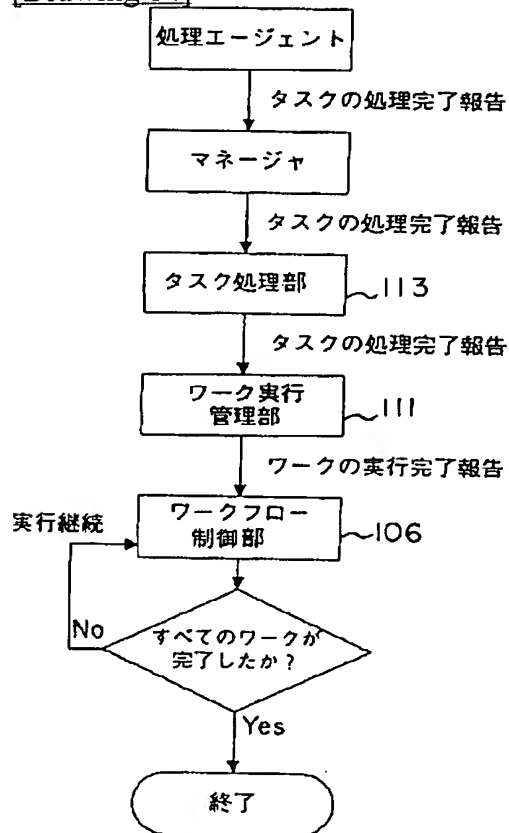 処理エージェント
タスクの処理完了報告
マネージャ
タスクの処理完了報告
タスク処理部
113
タスクの処理完了報告
ワーク実行
管理部
111
ワークの実行完了報告
ワークフロー
制御部
106
実行継続
No
すべてのワークが
完了したか?
Yes
終了